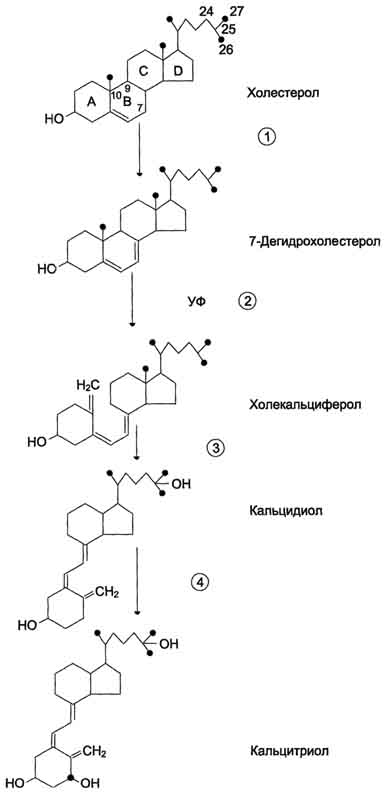 24 27
25
26
C D
A 10 B 9
7
HO
Холестерол
1
HO
7-Дегидрохолестерол
УФ 2
H₂C
HO
Холекальциферол
3
OH
Кальцидиол
CH₂
HO
4
OH
CH₂
Кальцитриол
HO OH